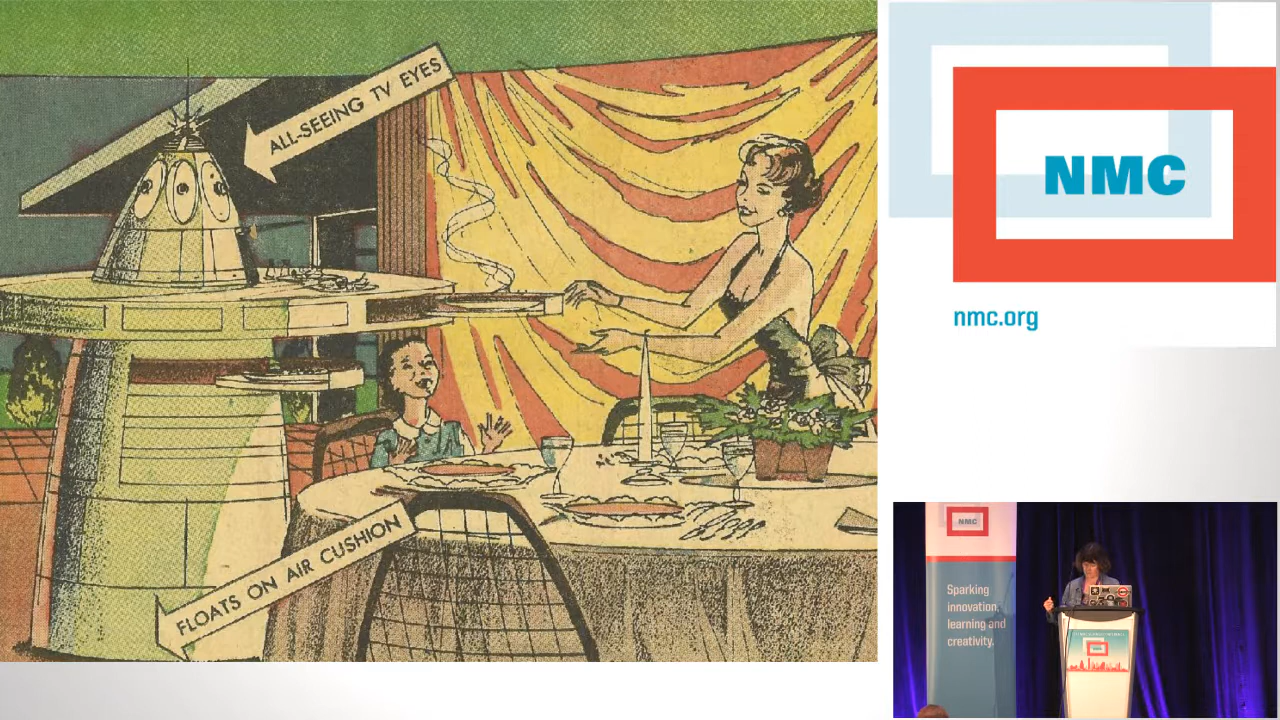 ALL-SEEING TV EYES
FLOATS ON AIR CUSHION
NMC
nmc.org
NMC
Sparking
innovation,
learning and
creativity.